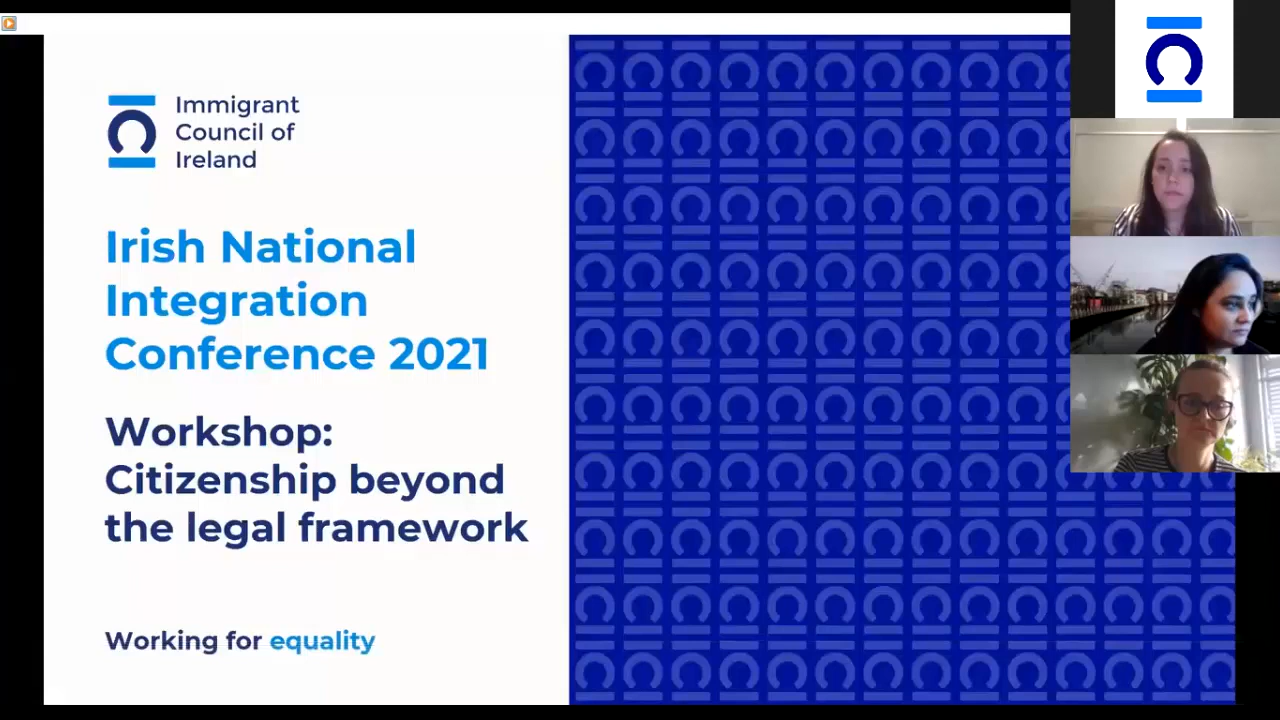 Immigrant
Council of
Ireland
Irish National
Integration
Conference 2021
Workshop:
Citizenship beyond
the legal framework
Working for equality